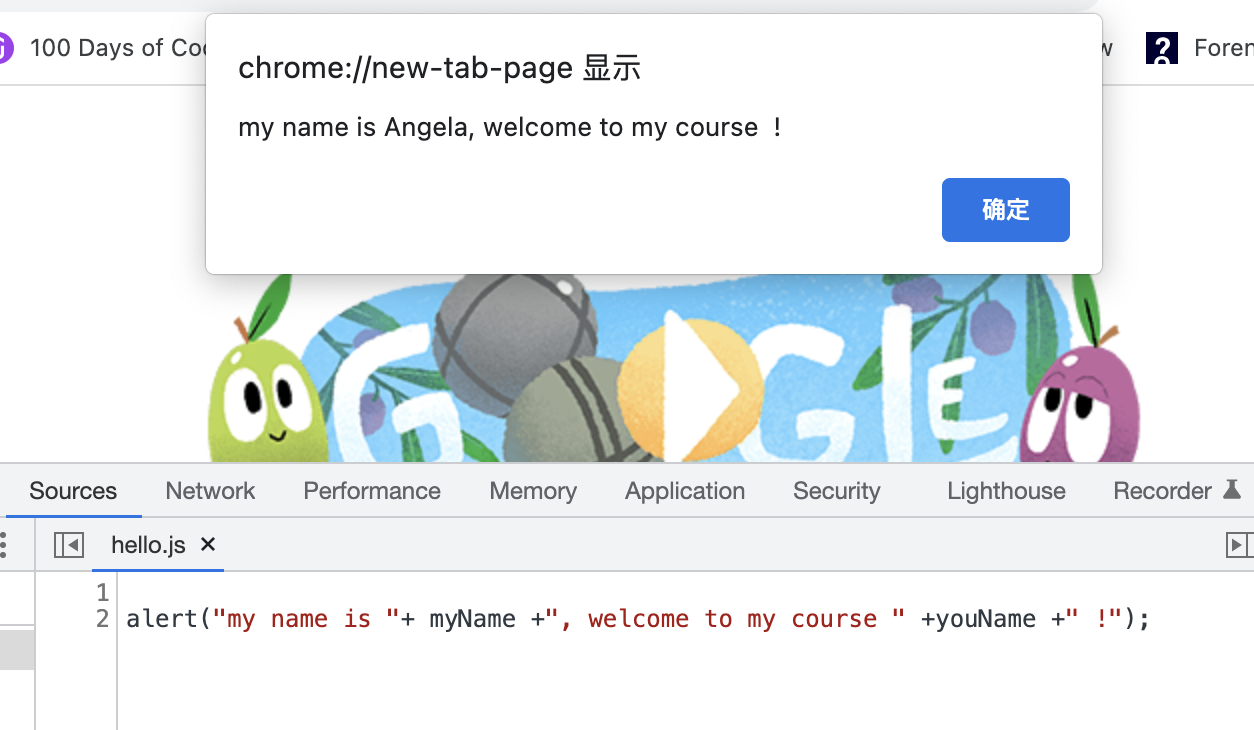 100 Days of Co
chrome://new-tab-page 显示
my name is Angela, welcome to my course  !
确定
w
Foren
GOOGLE
Sources Network Performance Memory Application Security Lighthouse Recorder
hello.js
1
2 alert("my name is "+ myName +", welcome to my course " +youName +" !");